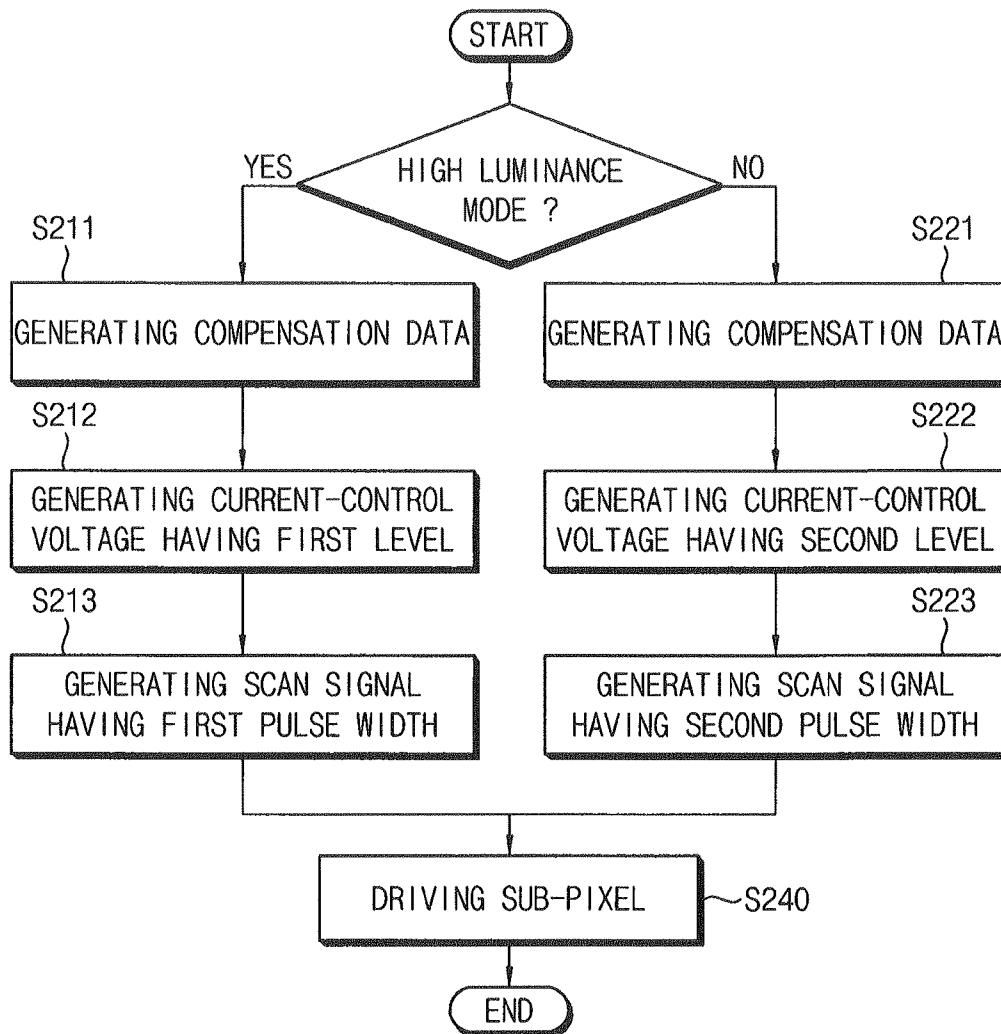 START
HIGH LUMINANCE
MODE ?
YES
NO
S211
GENERATING COMPENSATION DATA
S221
GENERATING COMPENSATION DATA
S212
GENERATING CURRENT-CONTROL
VOLTAGE HAVING FIRST LEVEL
S222
GENERATING CURRENT-CONTROL
VOLTAGE HAVING SECOND LEVEL
S213
GENERATING SCAN SIGNAL
HAVING FIRST PULSE WIDTH
S223
GENERATING SCAN SIGNAL
HAVING SECOND PULSE WIDTH
DRIVING SUB-PIXEL
S240
END